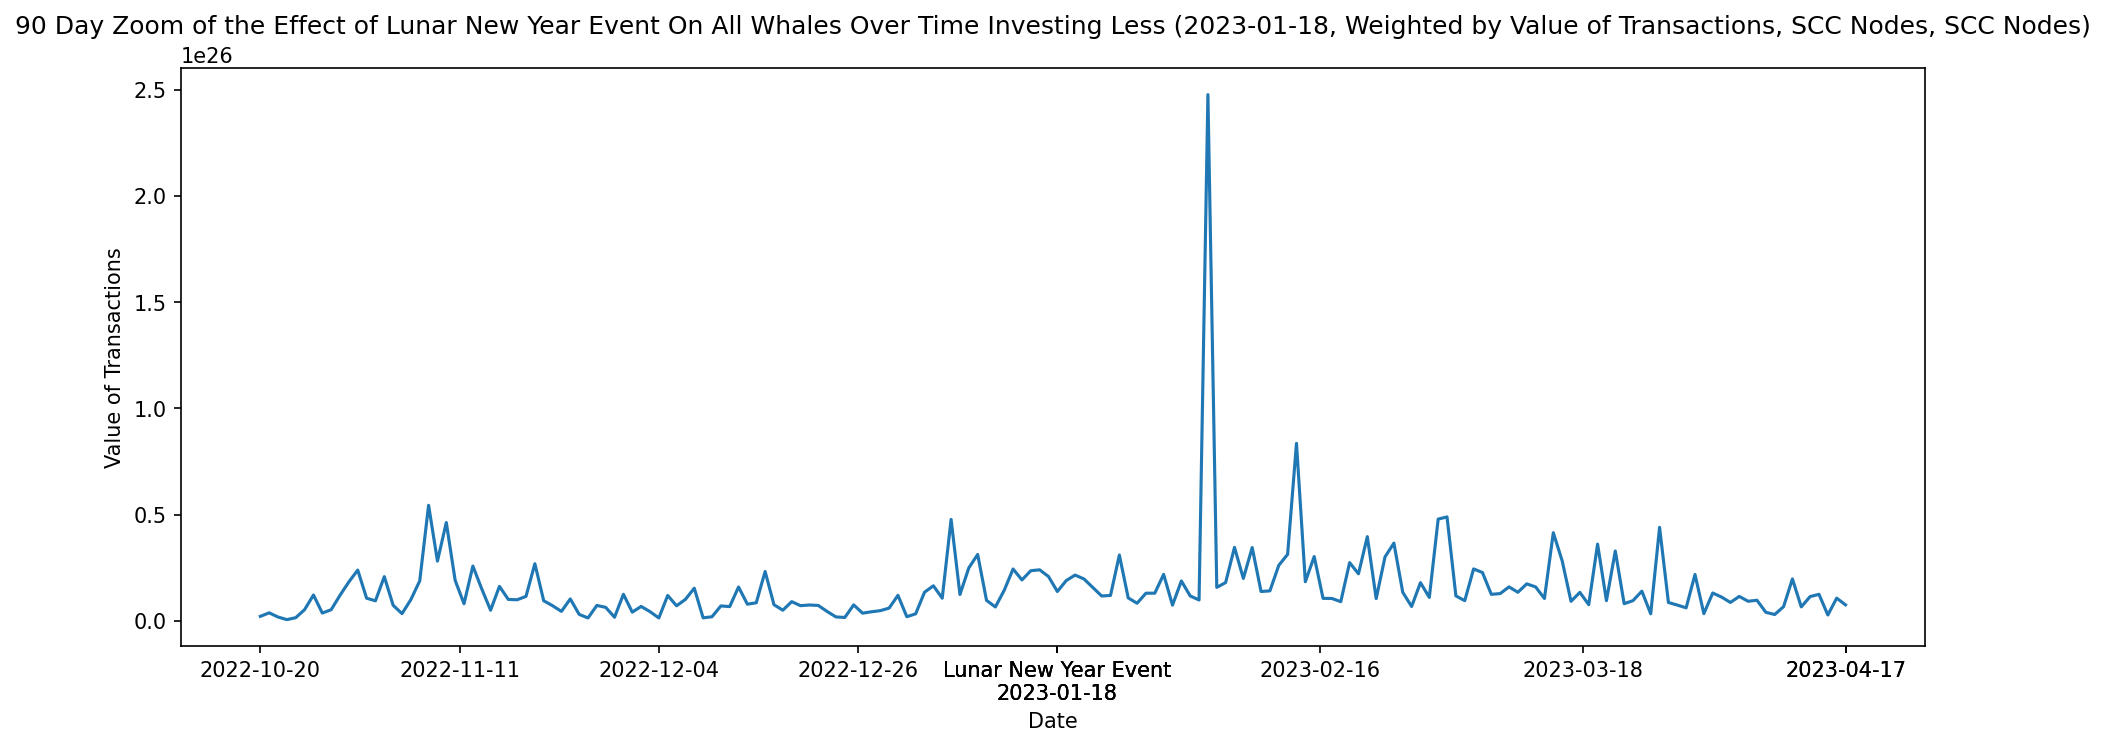 90 Day Zoom of the Effect of Lunar New Year Event On All Whales Over Time Investing Less (2023-01-18, Weighted by Value of Transactions, SCC Nodes, SCC Nodes)
1e26
2.5
2.0
1.5
1.0
0.5
0.0
Value of Transactions
2022-10-20
2022-11-11
2022-12-04
2022-12-26
Lunar New Year Event
2023-01-18
2023-02-16
2023-03-18
2023-04-17
Date